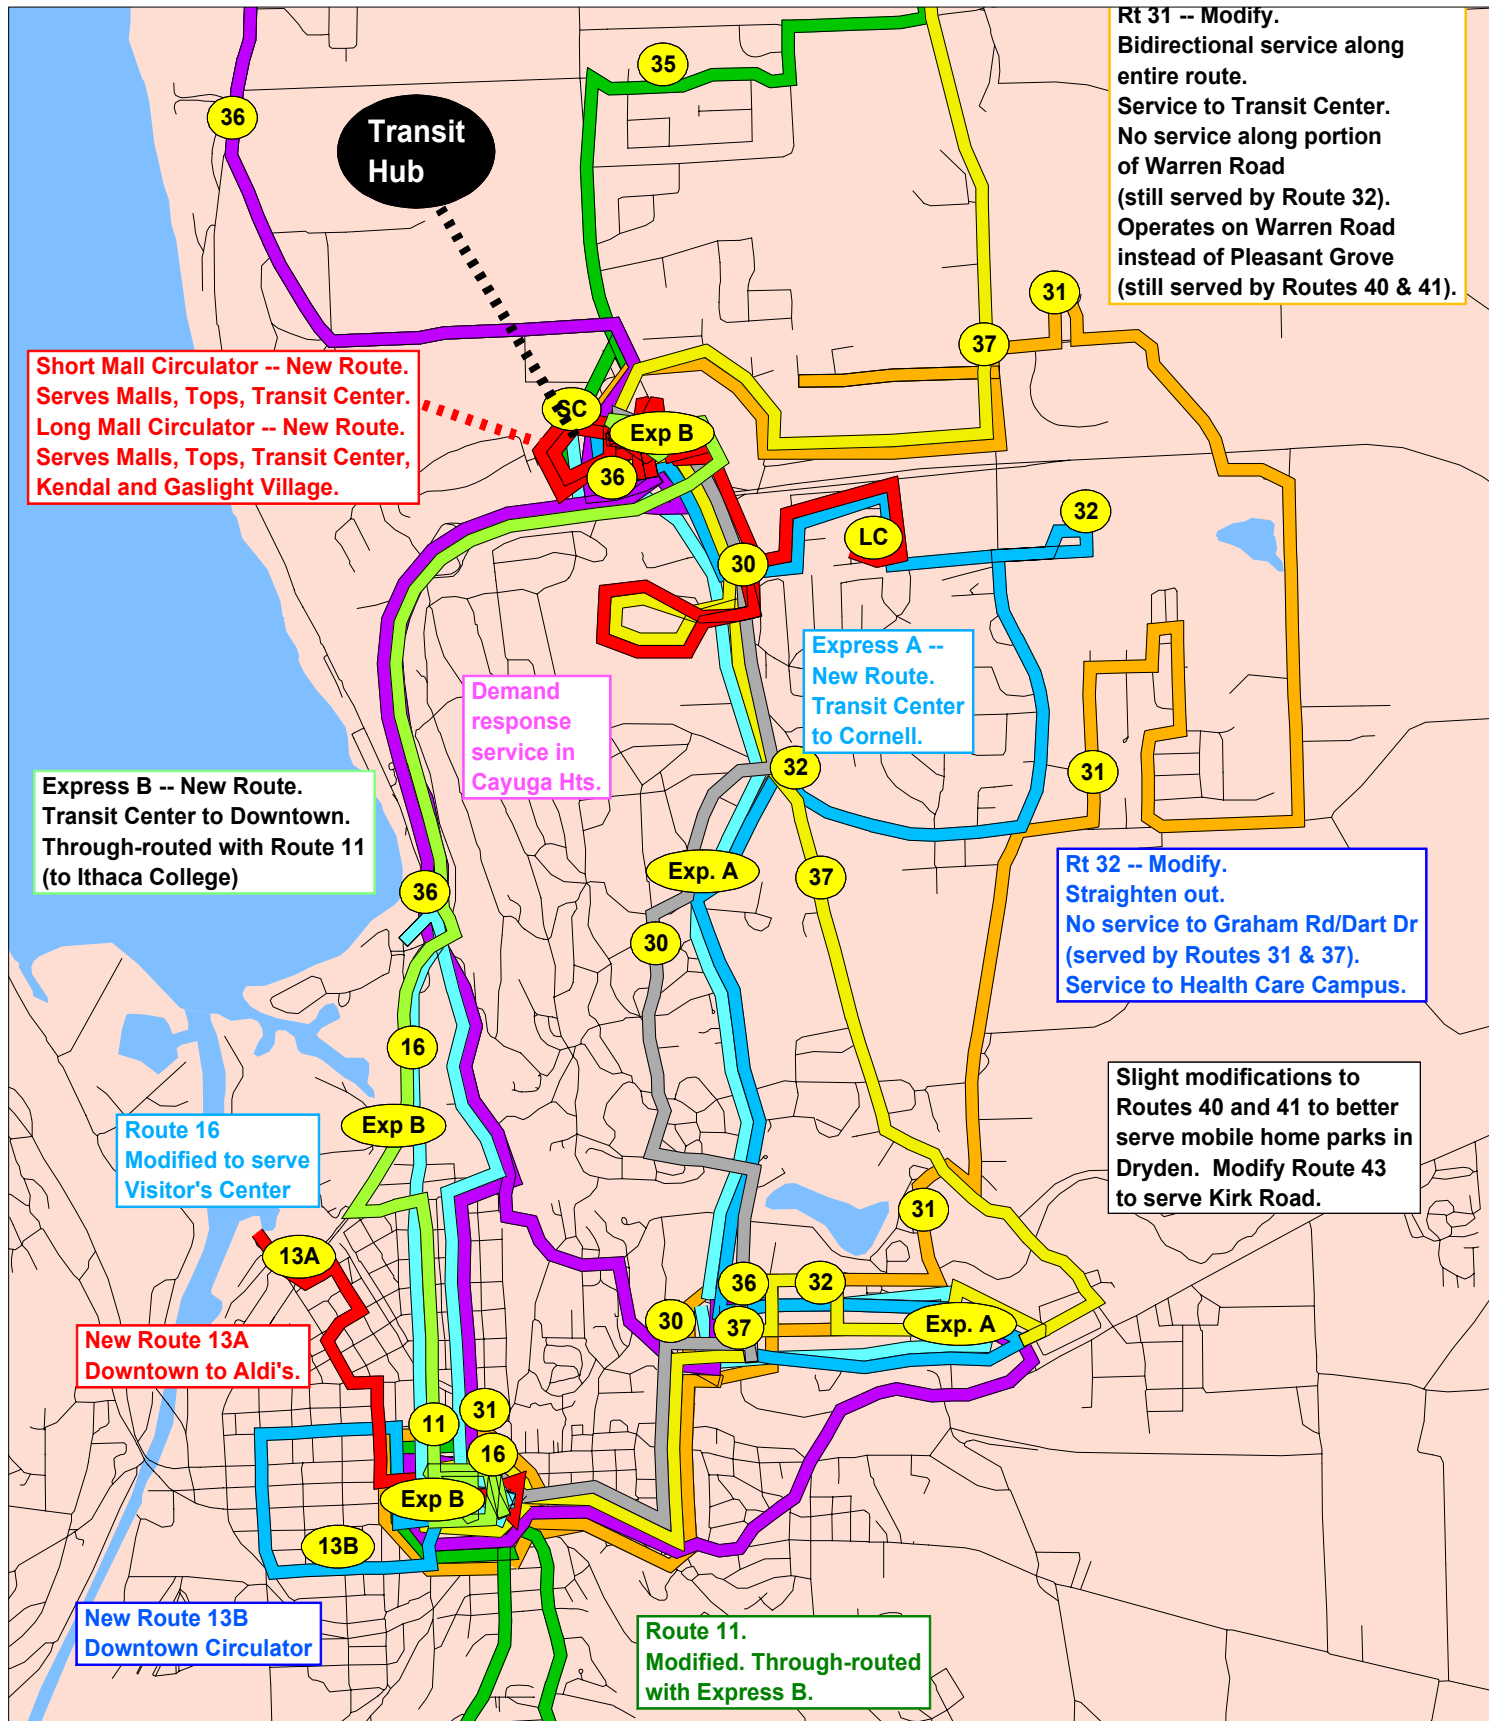 Rt 31 -- Modify.
Bidirectional service along
entire route.
Service to Transit Center.
No service along portion
of Warren Road
(still served by Route 32).
Operates on Warren Road
instead of Pleasant Grove
(still served by Routes 40 & 41).
35
36
Transit
Hub
31
37
Short Mall Circulator -- New Route.
Serves Malls, Tops, Transit Center.
Long Mall Circulator -- New Route.
Serves Malls, Tops, Transit Center,
Kendal and Gaslight Village.
SC
Exp B
36
32
LC
30
Express A --
New Route.
Transit Center
to Cornell.
Demand
response
service in
Cayuga Hts.
32
31
Express B -- New Route.
Transit Center to Downtown.
Through-routed with Route 11
(to Ithaca College)
Exp. A
37
36
Rt 32 -- Modify.
Straighten out.
No service to Graham Rd/Dart Dr
(served by Routes 31 & 37).
Service to Health Care Campus.
30
16
Slight modifications to
Routes 40 and 41 to better
serve mobile home parks in
Dryden. Modify Route 43
to serve Kirk Road.
Exp B
Route 16
Modified to serve
Visitor's Center
31
13A
36
32
30
37
Exp. A
New Route 13A
Downtown to Aldi's.
11
31
16
Exp B
13B
New Route 13B
Downtown Circulator
Route 11.
Modified. Through-routed
with Express B.